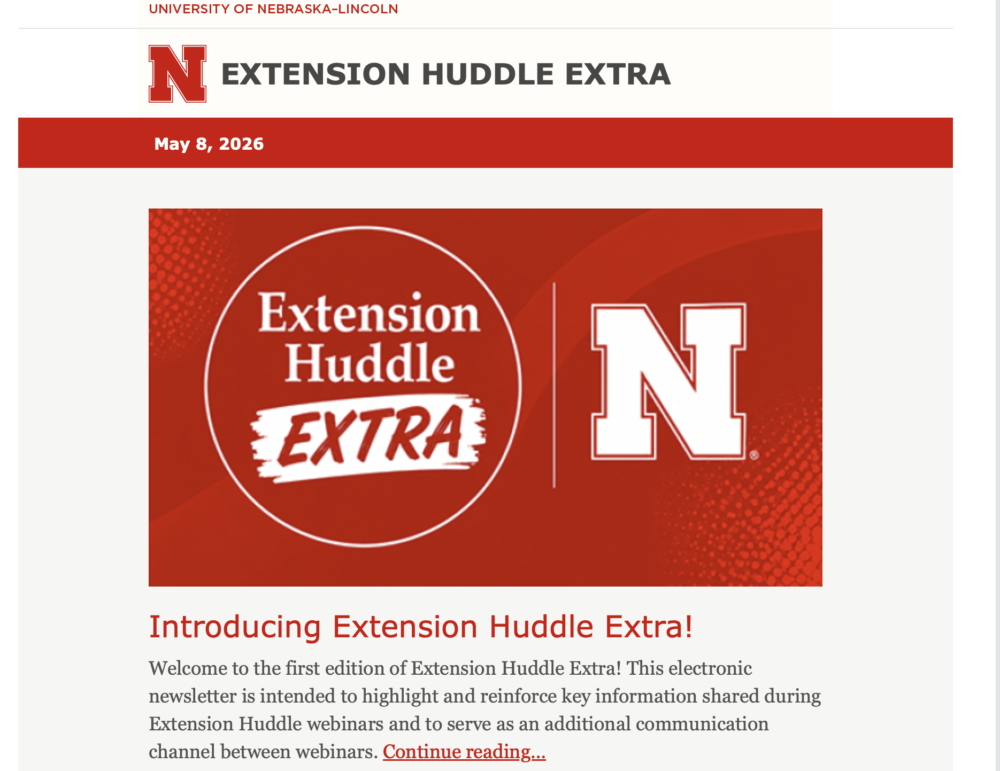 UNIVERSITY OF NEBRASKA–LINCOLN
N EXTENSION HUDDLE EXTRA
May 8, 2026
Extension
Huddle
EXTRA
N®
Introducing Extension Huddle Extra!
Welcome to the first edition of Extension Huddle Extra! This electronic
newsletter is intended to highlight and reinforce key information shared during
Extension Huddle webinars and to serve as an additional communication
channel between webinars. Continue reading...